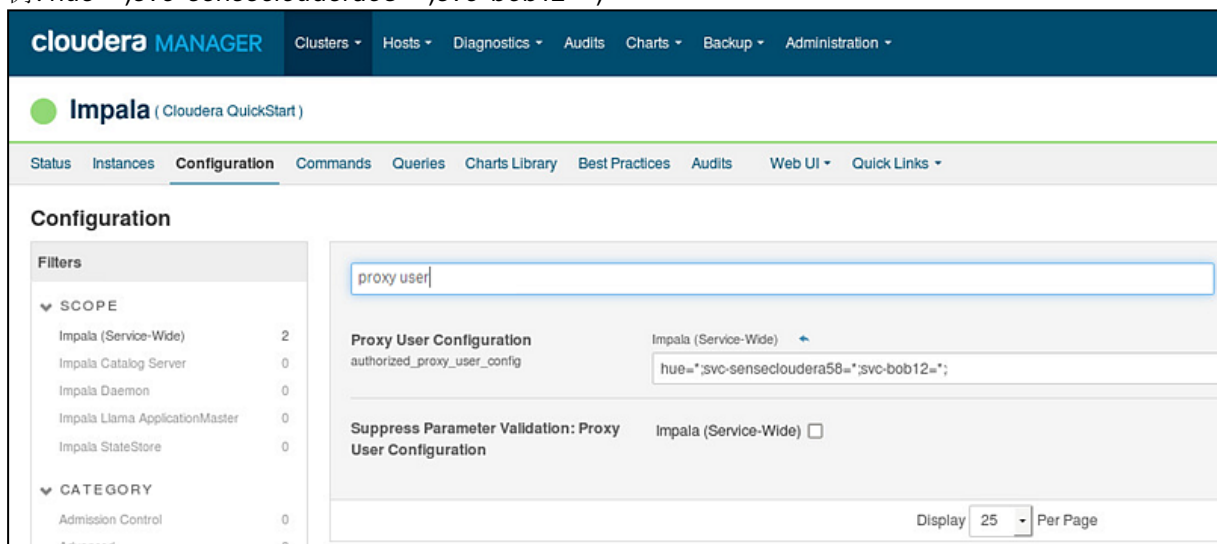 cloudera MANAGER Clusters Hosts Diagnostics Audits Charts Backup Administration
Impala ( Cloudera QuickStart )
Status Instances Configuration Commands Queries Charts Library Best Practices Audits Web UI Quick Links
Configuration
Filters
SCOPE
Impala (Service-Wide) 2
Impala Catalog Server 0
Impala Daemon 0
Impala Llama ApplicationMaster 0
Impala StateStore 0
CATEGORY
Admission Control 0
proxy user
Proxy User Configuration Impala (Service-Wide)
authorized_proxy_user_config
hue=*;svc-sensecloudera58=*;svc-bob12=*;
Suppress Parameter Validation: Proxy Impala (Service-Wide)
User Configuration
Display 25 Per Page